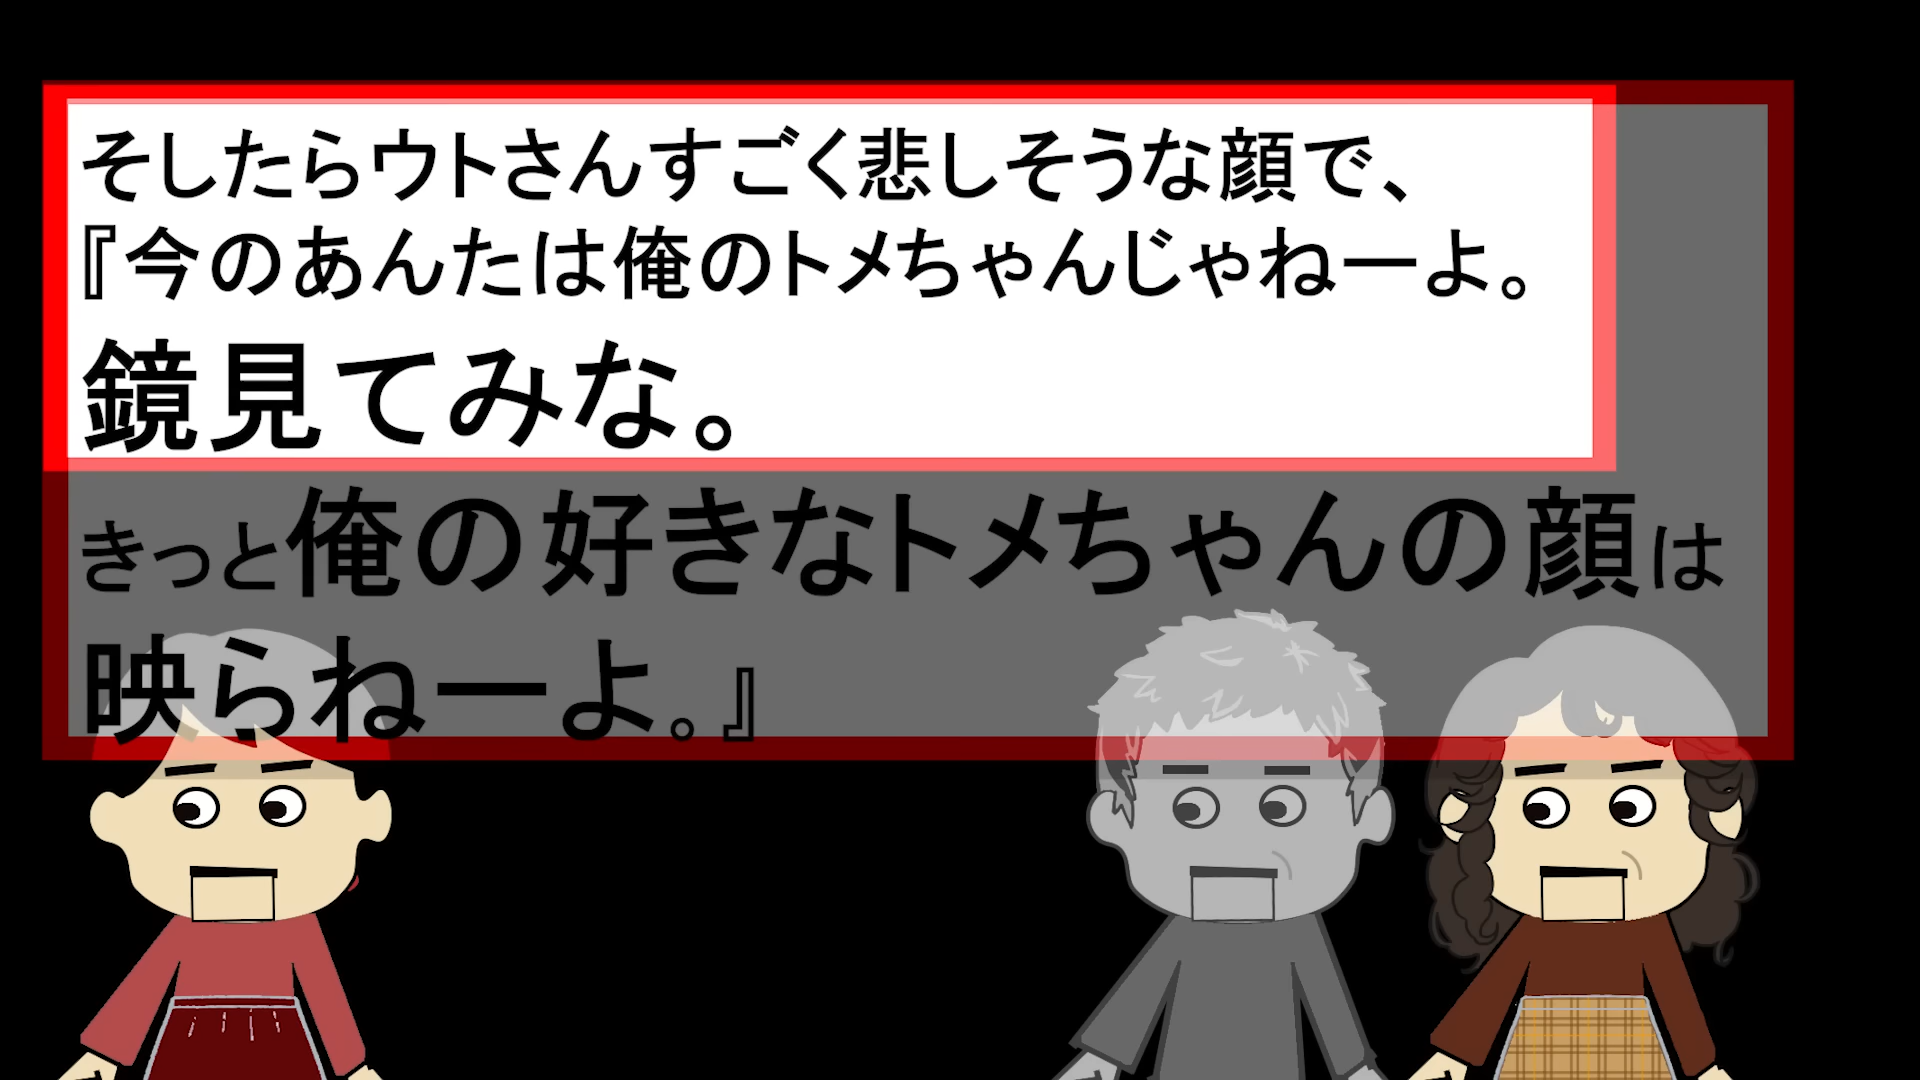 そしたらウトさんすごく悲しそうな顔で、
『今のあんたは俺のトメちゃんじゃねーよ。
鏡見てみな。
きっと俺の好きなトメちゃんの顔は
映らねーよ。』